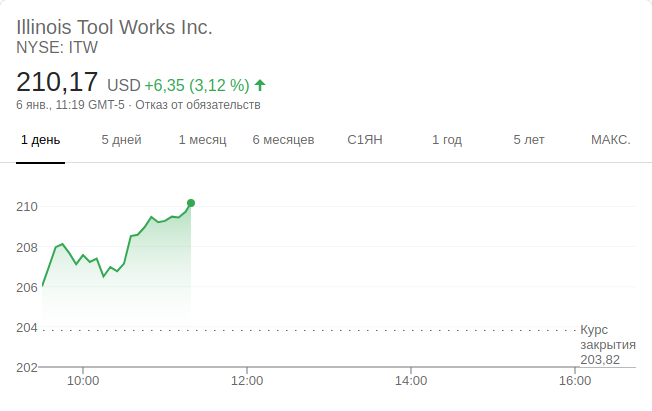 Illinois Tool Works Inc.
NYSE: ITW
210,17 USD +6,35 (3,12 %)
6 янв., 11:19 GMT-5 · Отказ от обязательств
1 день 5 дней 1 месяц 6 месяцев С1ЯН 1 год 5 лет МАКС.
210
208
206
204
202
Курс
закрытия
203,82
10:00 12:00 14:00 16:00